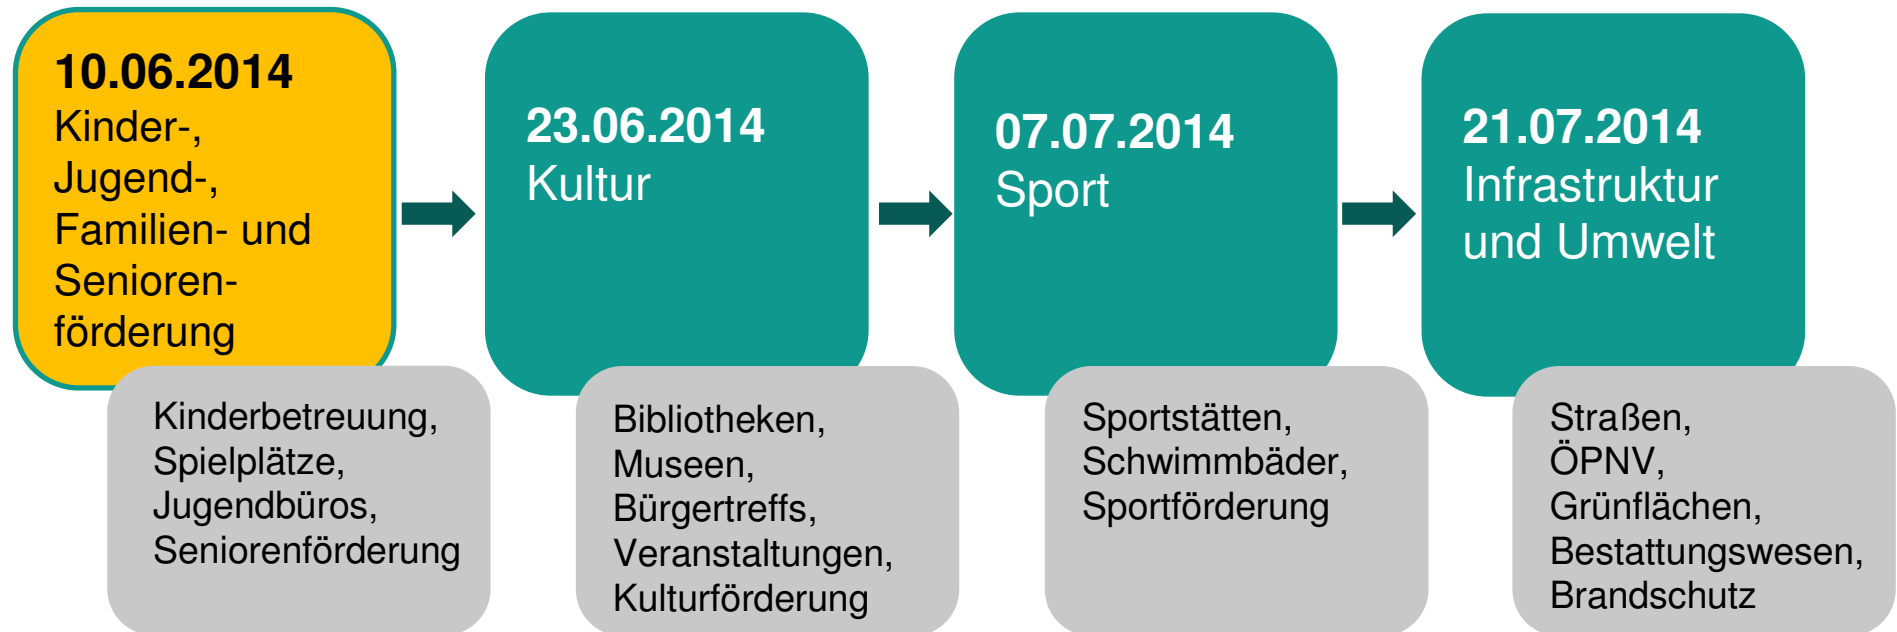 10.06.2014
Kinder-,
Jugend-,
Familien- und
Senioren-
förderung
Kinderbetreuung,
Spielplätze,
Jugendbüros,
Seniorenförderung
23.06.2014
Kultur
Bibliotheken,
Museen,
Bürgertreffs,
Veranstaltungen,
Kulturförderung
07.07.2014
Sport
Sportstätten,
Schwimmbäder,
Sportförderung
21.07.2014
Infrastruktur
und Umwelt
Straßen,
ÖPNV,
Grünflächen,
Bestattungswesen,
Brandschutz